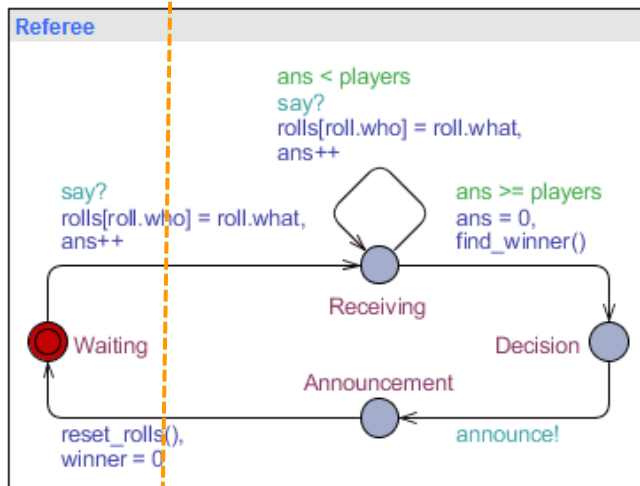 Referee
ans < players
say?
rolls[roll.who] = roll.what,
ans++
say?
rolls[roll.who] = roll.what,
ans++
ans >= players
ans = 0,
find_winner()
Receiving
Waiting
Decision
Announcement
reset_rolls(),
winner = 0
announce!